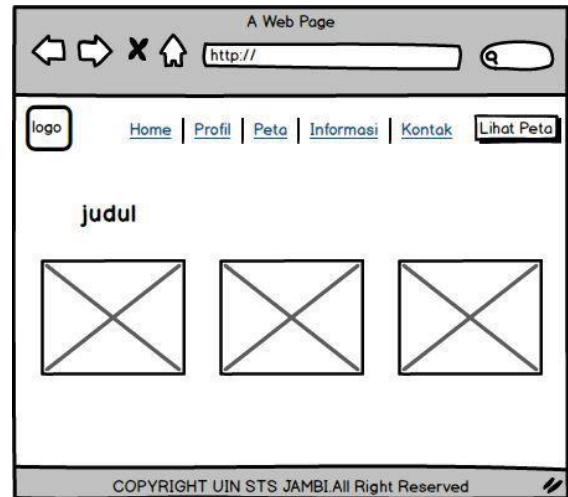 A Web Page
http://
logo
Home | Profil | Peta | Informasi | Kontak
Lihat Peta
judul
COPYRIGHT UIN STS JAMBI.All Right Reserved